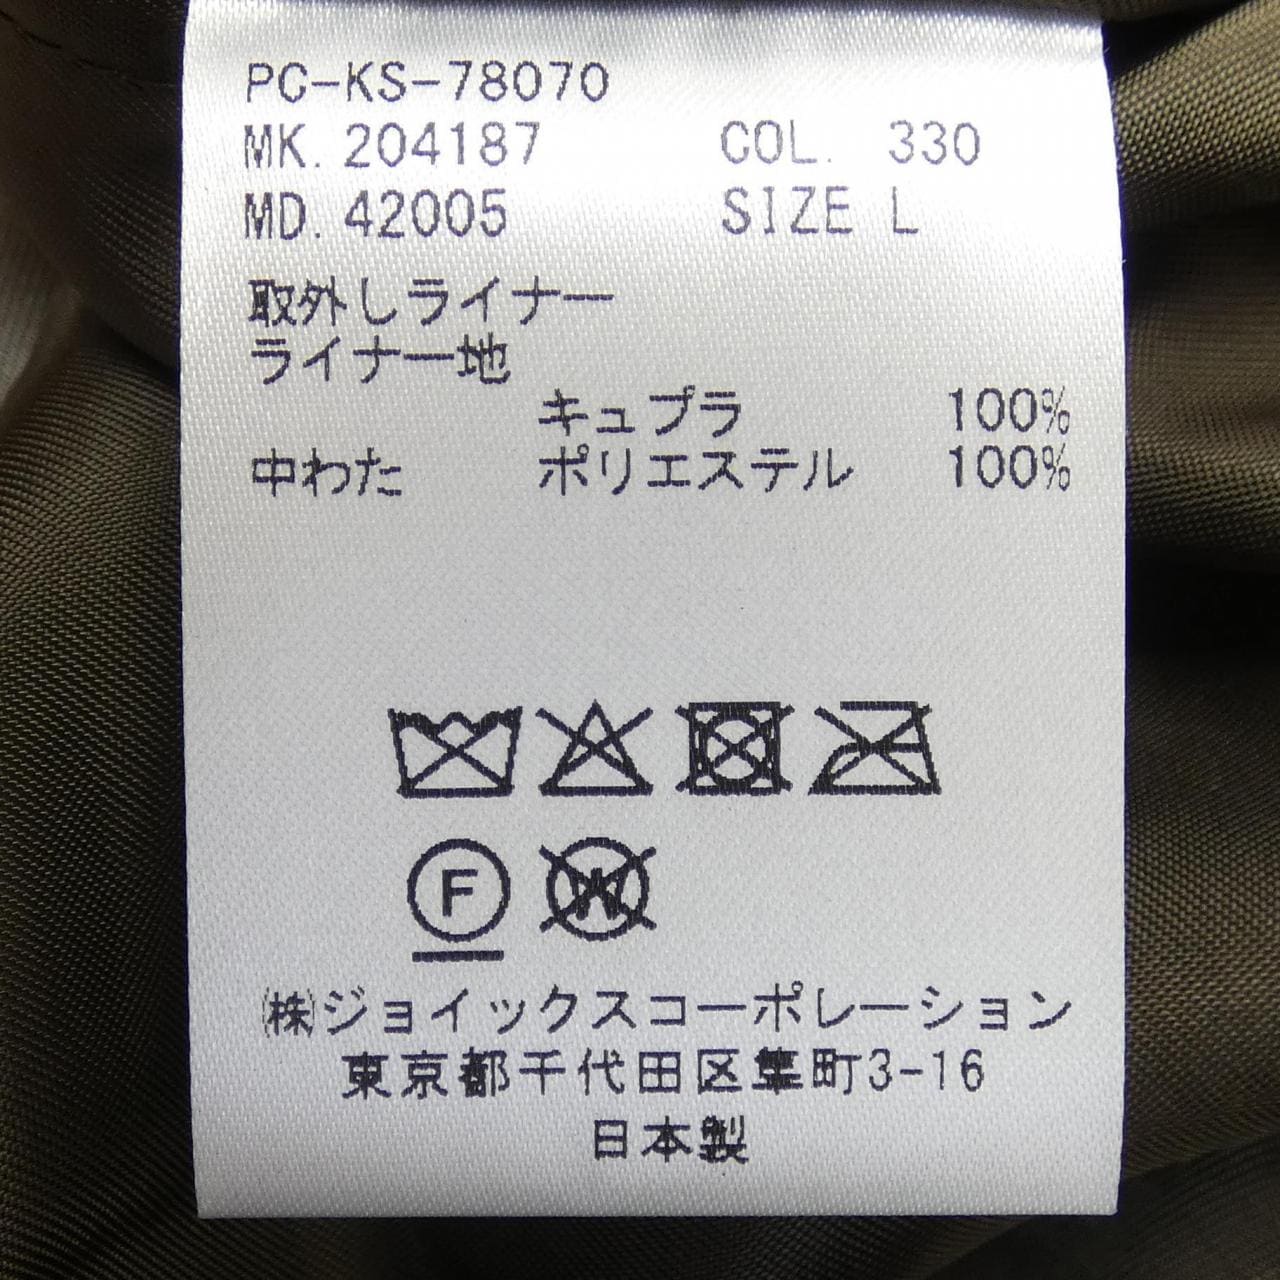 PC-KS-78070
MK. 204187 COL. 330
MD. 42005 SIZE L
取外しライナー
ライナー地
キュプラ 100%
中わた ポリエステル 100%
F W
㈱ジョイックスコーポレーション
東京都千代田区隼町3-16
日本製